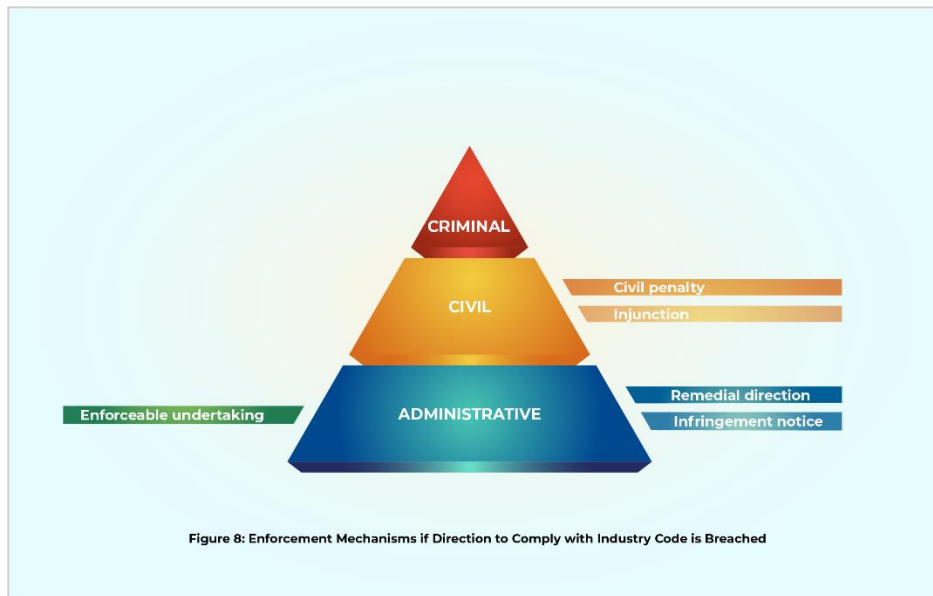 CRIMINAL
CIVIL
Civil penalty
Injunction
Enforceable undertaking
ADMINISTRATIVE
Remedial direction
Infringement notice
Figure 8: Enforcement Mechanisms if Direction to Comply with Industry Code is Breached